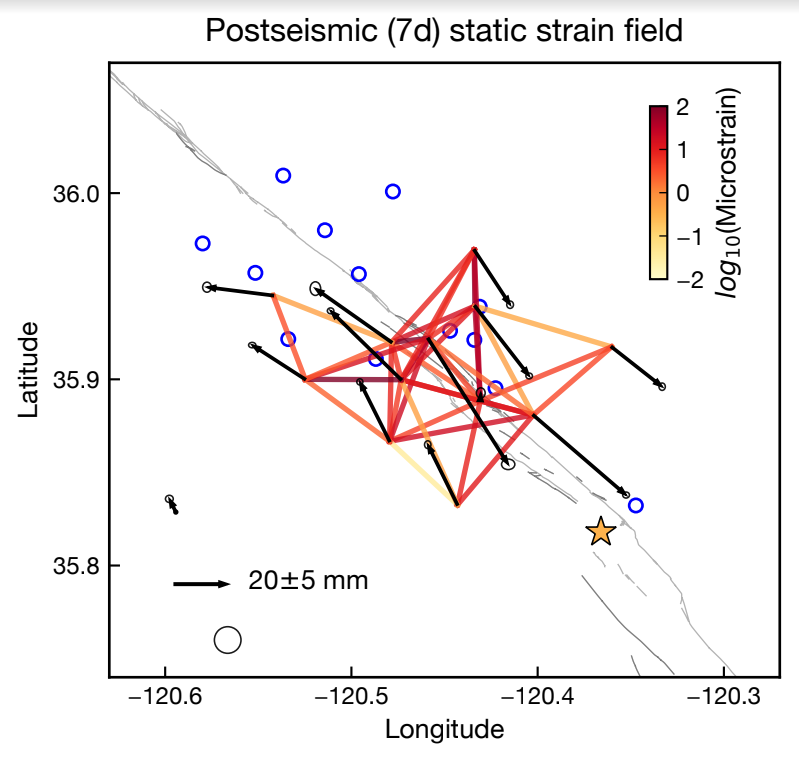 Postseismic (7d) static strain field
2
1
0
−1
−2
log10(Microstrain)
36.0
35.9
35.8
Latitude
20±5 mm
−120.6
−120.5
−120.4
−120.3
Longitude